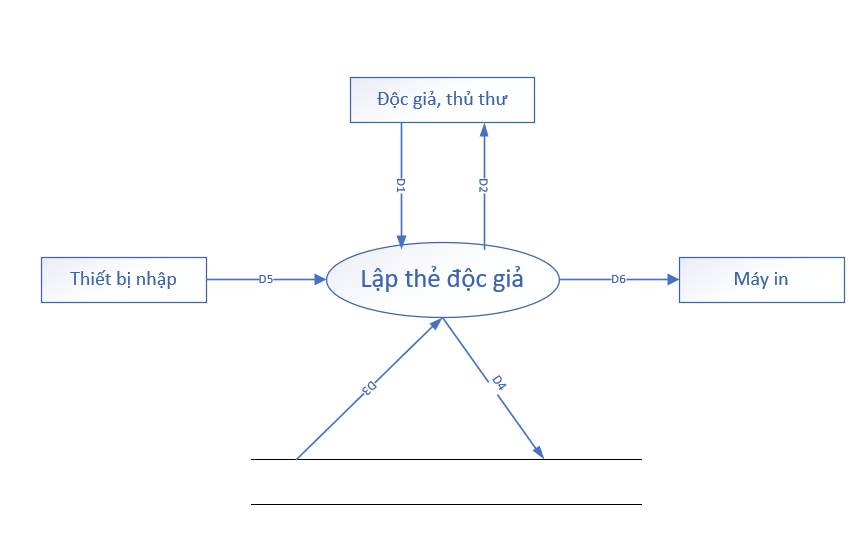 Độc giả, thủ thư
D1
D2
Thiết bị nhập
D5
Lập thẻ độc giả
D6
Máy in
D3
D4